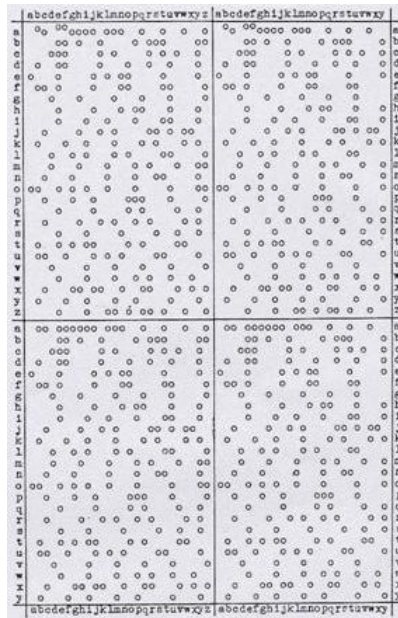 abcdefghijklmnopqrstuvwxyz abcdefghijklmnopqrstuvwxy
a
b
c
d
e
f
g
h
i
j
k
l
m
n
o
p
q
r
s
t
u
v
w
x
y
z
a
b
c
d
e
f
g
h
i
j
k
l
m
n
o
p
q
r
s
t
u
v
w
x
y
abcdefghijklmnopqrstuvwxyz abcdefghijklmnopqrstuvwxy